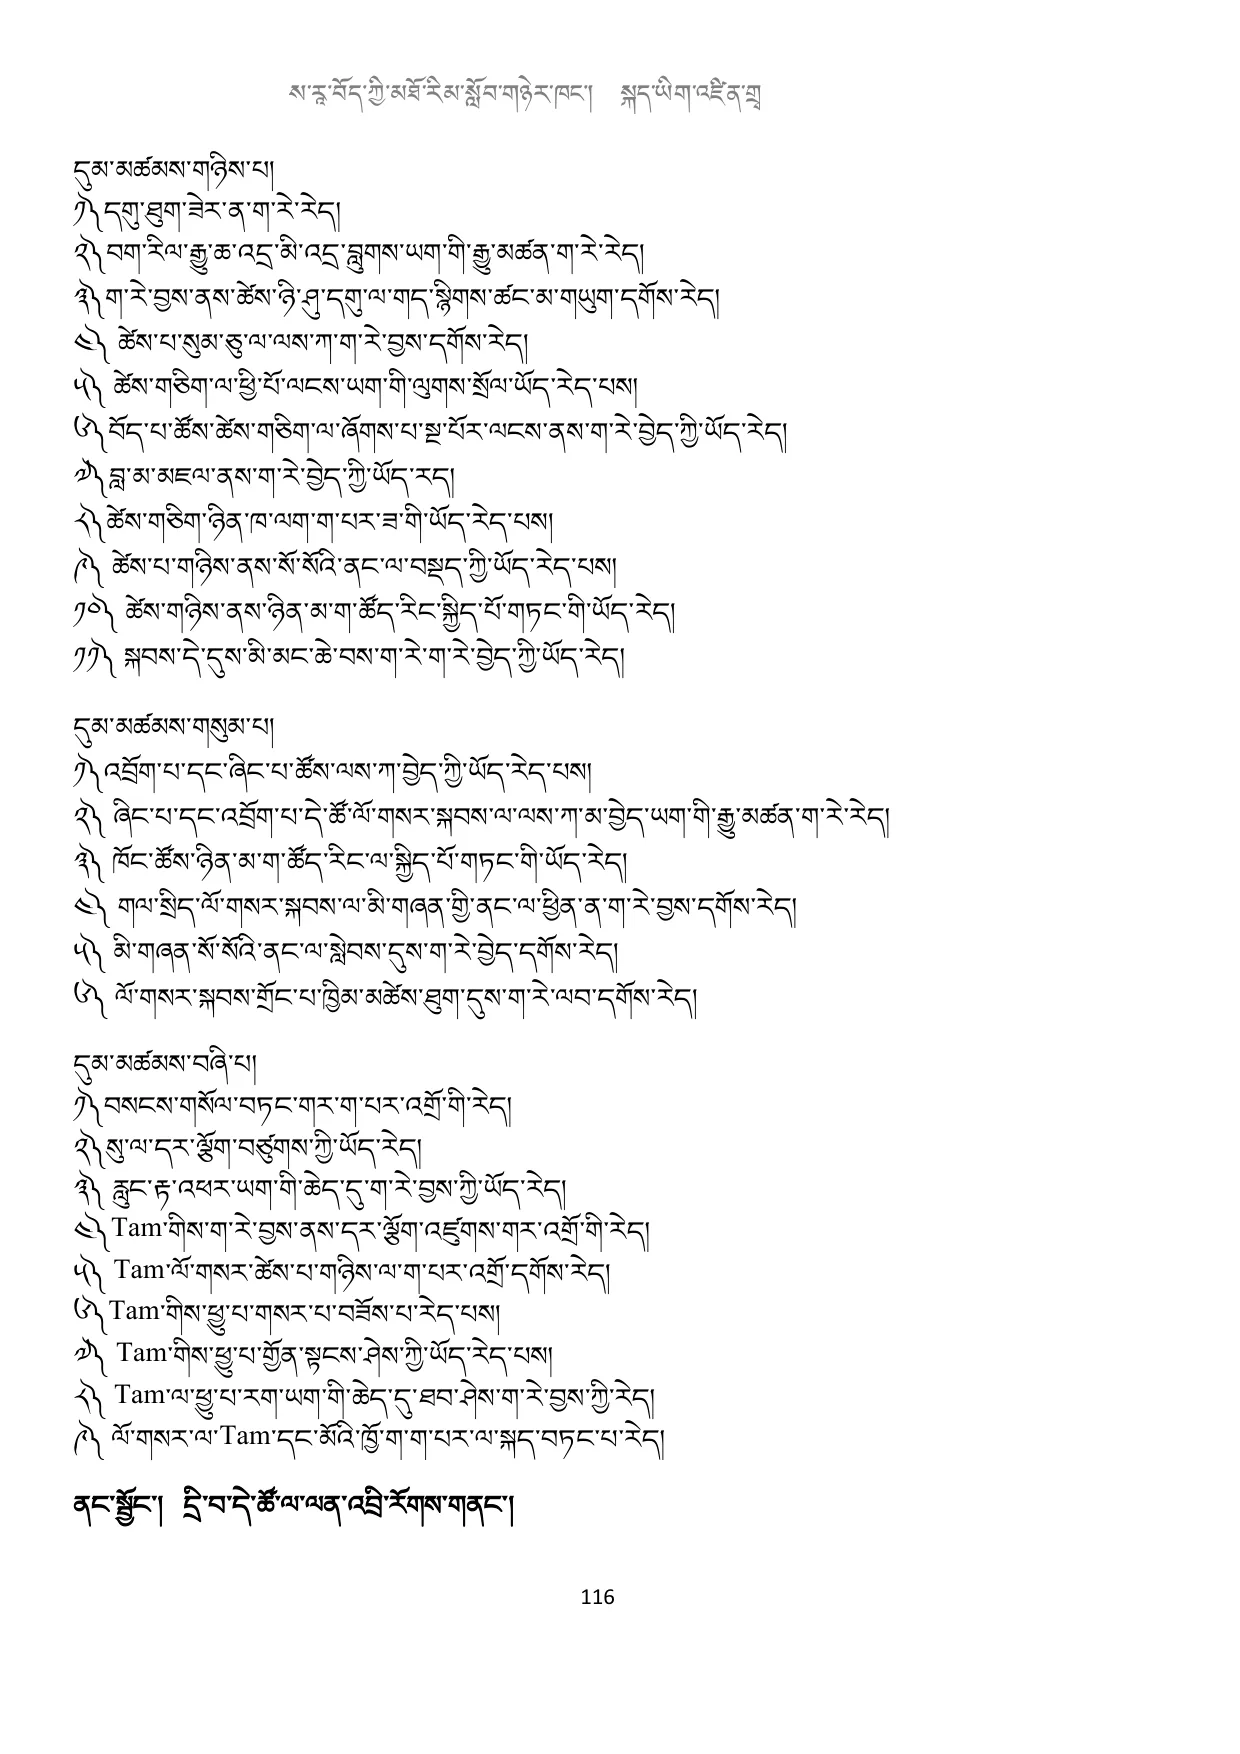 ས་རཱ་བོད་ཀྱི་མཐོ་རིམ་སློབ་གཉེར་ཁང་།   སྐད་ཡིག་འཛིན་གྲྭ
དུམ་མཚམས་གཉིས་པ།
༡༽ དགུ་ཐུག་ཟེར་ན་ག་རེ་རེད།
༢༽ བག་རིལ་རྒྱུ་ཆ་འདྲ་མི་འདྲ་བླུགས་ཡག་གི་རྒྱུ་མཚན་ག་རེ་རེད།
༣༽ ག་རེ་བྱས་ནས་ཚེས་ཉི་ཤུ་དགུ་ལ་གད་སྙིགས་ཚང་མ་གཡུག་དགོས་རེད།
༤༽ ཚེས་པ་སུམ་ཅུ་ལ་ལས་ཀ་ག་རེ་བྱས་དགོས་རེད།
༥༽ ཚེས་གཅིག་ལ་ཕྱི་པོ་ལངས་ཡག་གི་ལུགས་སྲོལ་ཡོད་རེད་པས།
༦༽ བོད་པ་ཚོས་ཚེས་གཅིག་ལ་ཞོགས་པ་སྔ་པོར་ལངས་ནས་ག་རེ་བྱེད་ཀྱི་ཡོད་རེད།
༧༽ བླ་མ་མཇལ་ནས་ག་རེ་བྱེད་ཀྱི་ཡོད་རད།
༨༽ ཚེས་གཅིག་ཉིན་ཁ་ལག་ག་པར་ཟ་གི་ཡོད་རེད་པས།
༩༽ ཚེས་པ་གཉིས་ནས་སོ་སོའི་ནང་ལ་བསྡད་ཀྱི་ཡོད་རེད་པས།
༡༠༽ ཚེས་གཉིས་ནས་ཉིན་མ་ག་ཚོད་རིང་སྐྱིད་པོ་གཏང་གི་ཡོད་རེད།
༡༡༽ སྐབས་དེ་དུས་མི་མང་ཆེ་བས་ག་རེ་ག་རེ་བྱེད་ཀྱི་ཡོད་རེད།
དུམ་མཚམས་གསུམ་པ།
༡༽ འབྲོག་པ་དང་ཞིང་པ་ཚོས་ལས་ཀ་བྱེད་ཀྱི་ཡོད་རེད་པས།
༢༽ ཞིང་པ་དང་འབྲོག་པ་དེ་ཚོ་ལོ་གསར་སྐབས་ལ་ལས་ཀ་མ་བྱེད་ཡག་གི་རྒྱུ་མཚན་ག་རེ་རེད།
༣༽ ཁོང་ཚོས་ཉིན་མ་ག་ཚོད་རིང་ལ་སྐྱིད་པོ་གཏང་གི་ཡོད་རེད།
༤༽ གལ་སྲིད་ལོ་གསར་སྐབས་ལ་མི་གཞན་གྱི་ནང་ལ་ཕྱིན་ན་ག་རེ་བྱས་དགོས་རེད།
༥༽ མི་གཞན་སོ་སོའི་ནང་ལ་སླེབས་དུས་ག་རེ་བྱེད་དགོས་རེད།
༦༽ ལོ་གསར་སྐབས་གྲོང་པ་ཁྱིམ་མཚེས་ཐུག་དུས་ག་རེ་ལབ་དགོས་རེད།
དུམ་མཚམས་བཞི་པ།
༡༽ བསངས་གསོལ་བཏང་གར་ག་པར་འགྲོ་གི་རེད།
༢༽ སུ་ལ་དར་ལྕོག་བཙུགས་ཀྱི་ཡོད་རེད།
༣༽ རླུང་རྟ་འཕར་ཡག་གི་ཆེད་དུ་ག་རེ་བྱས་ཀྱི་ཡོད་རེད།
༤༽ Tam་གིས་ག་རེ་བྱས་ནས་དར་ལྕོག་འཛུགས་གར་འགྲོ་གི་རེད།
༥༽ Tam་ལོ་གསར་ཚེས་པ་གཉིས་ལ་ག་པར་འགྲོ་དགོས་རེད།
༦༽ Tam་གིས་ཕྱུ་པ་གསར་པ་བཟོས་པ་རེད་པས།
༧༽ Tam་གིས་ཕྱུ་པ་གྱོན་སྟངས་ཤེས་ཀྱི་ཡོད་རེད་པས།
༨༽ Tam་ལ་ཕྱུ་པ་རག་ཡག་གི་ཆེད་དུ་ཐབ་ཤེས་ག་རེ་བྱས་ཀྱི་རེད།
༩༽ ལོ་གསར་ལ་Tam་དང་མོའི་ཁྱོ་ག་ག་པར་ལ་སྐད་བཏང་པ་རེད།
ནང་སྦྱོང་།  དྲི་བ་དེ་ཚོ་ལ་ལན་འབྲི་རོགས་གནང་།
116